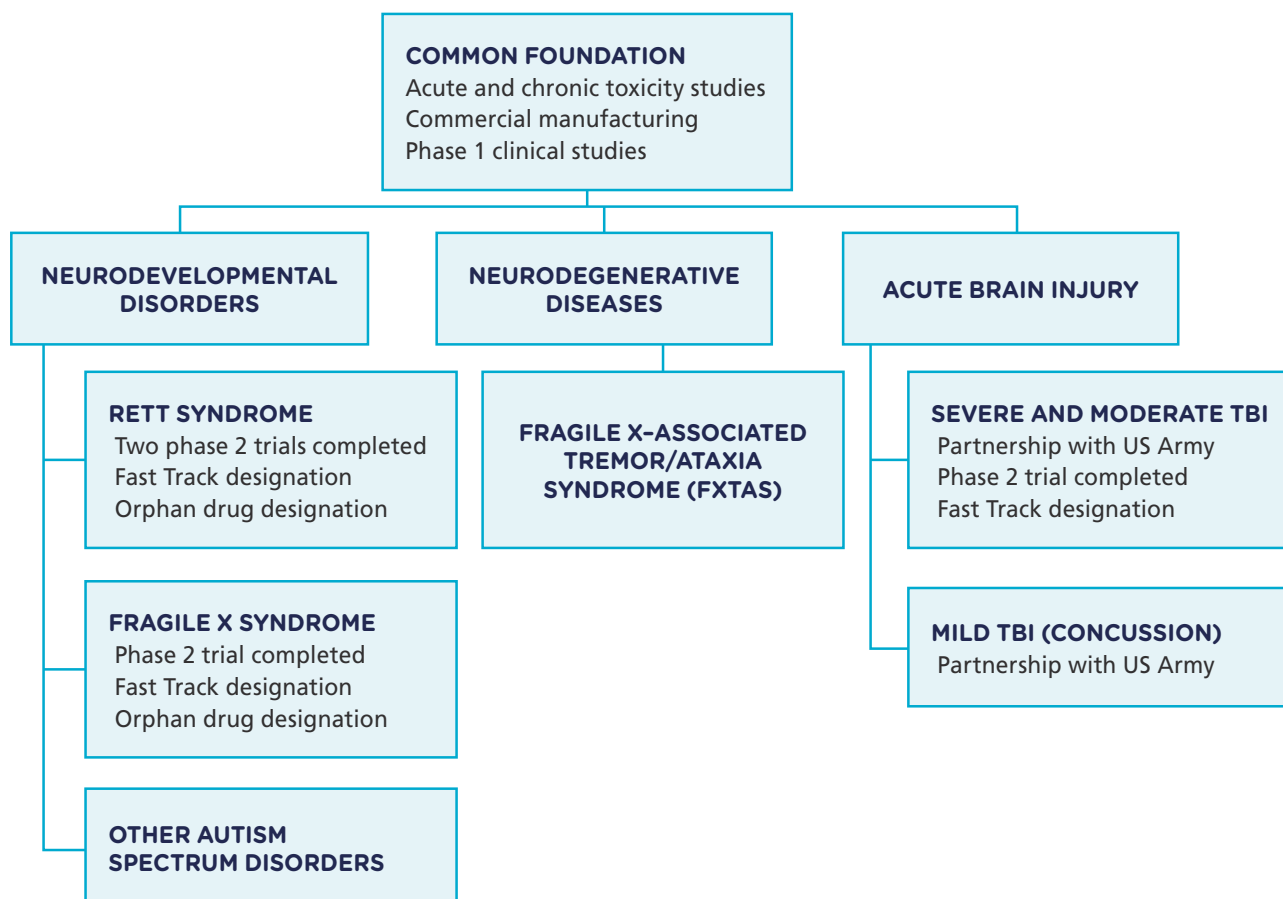 COMMON FOUNDATION
Acute and chronic toxicity studies
Commercial manufacturing
Phase 1 clinical studies
NEURODEVELOPMENTAL
DISORDERS
NEURODEGENERATIVE
DISEASES
ACUTE BRAIN INJURY
RETT SYNDROME
Two phase 2 trials completed
Fast Track designation
Orphan drug designation
FRAGILE X SYNDROME
Phase 2 trial completed
Fast Track designation
Orphan drug designation
OTHER AUTISM
SPECTRUM DISORDERS
FRAGILE X–ASSOCIATED
TREMOR/ATAXIA
SYNDROME (FXTAS)
SEVERE AND MODERATE TBI
Partnership with US Army
Phase 2 trial completed
Fast Track designation
MILD TBI (CONCUSSION)
Partnership with US Army